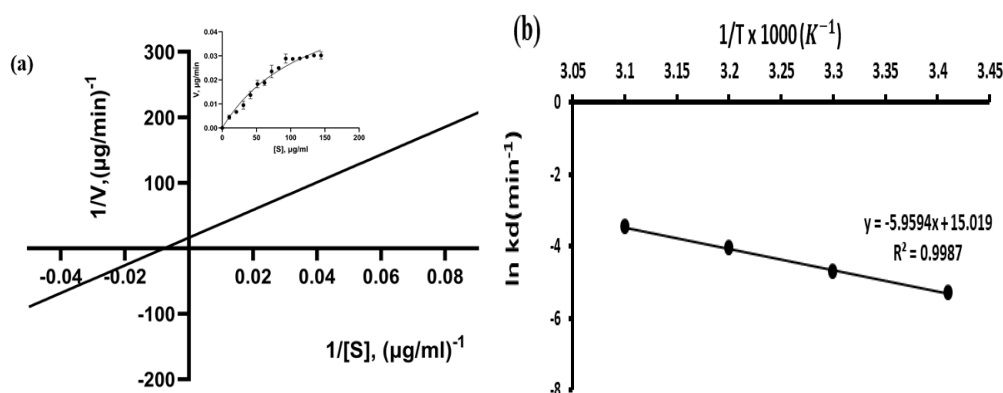 (a)
300
200
100
-100
-200
-0.04
-0.02
0.02
0.04
0.06
0.08
1/V,(µg/min)⁻¹
1/[S], (µg/ml)⁻¹
0.04
0.03
0.02
0.01
0.00
0
50
100
150
200
V, µg/min
[S], µg/ml
(b)
1/T x 1000 (K⁻¹)
3.05 3.1 3.15 3.2 3.25 3.3 3.35 3.4 3.45
0
-2
-4
-6
-8
ln kd(min⁻¹)
y = -5.9594x + 15.019
R² = 0.9987